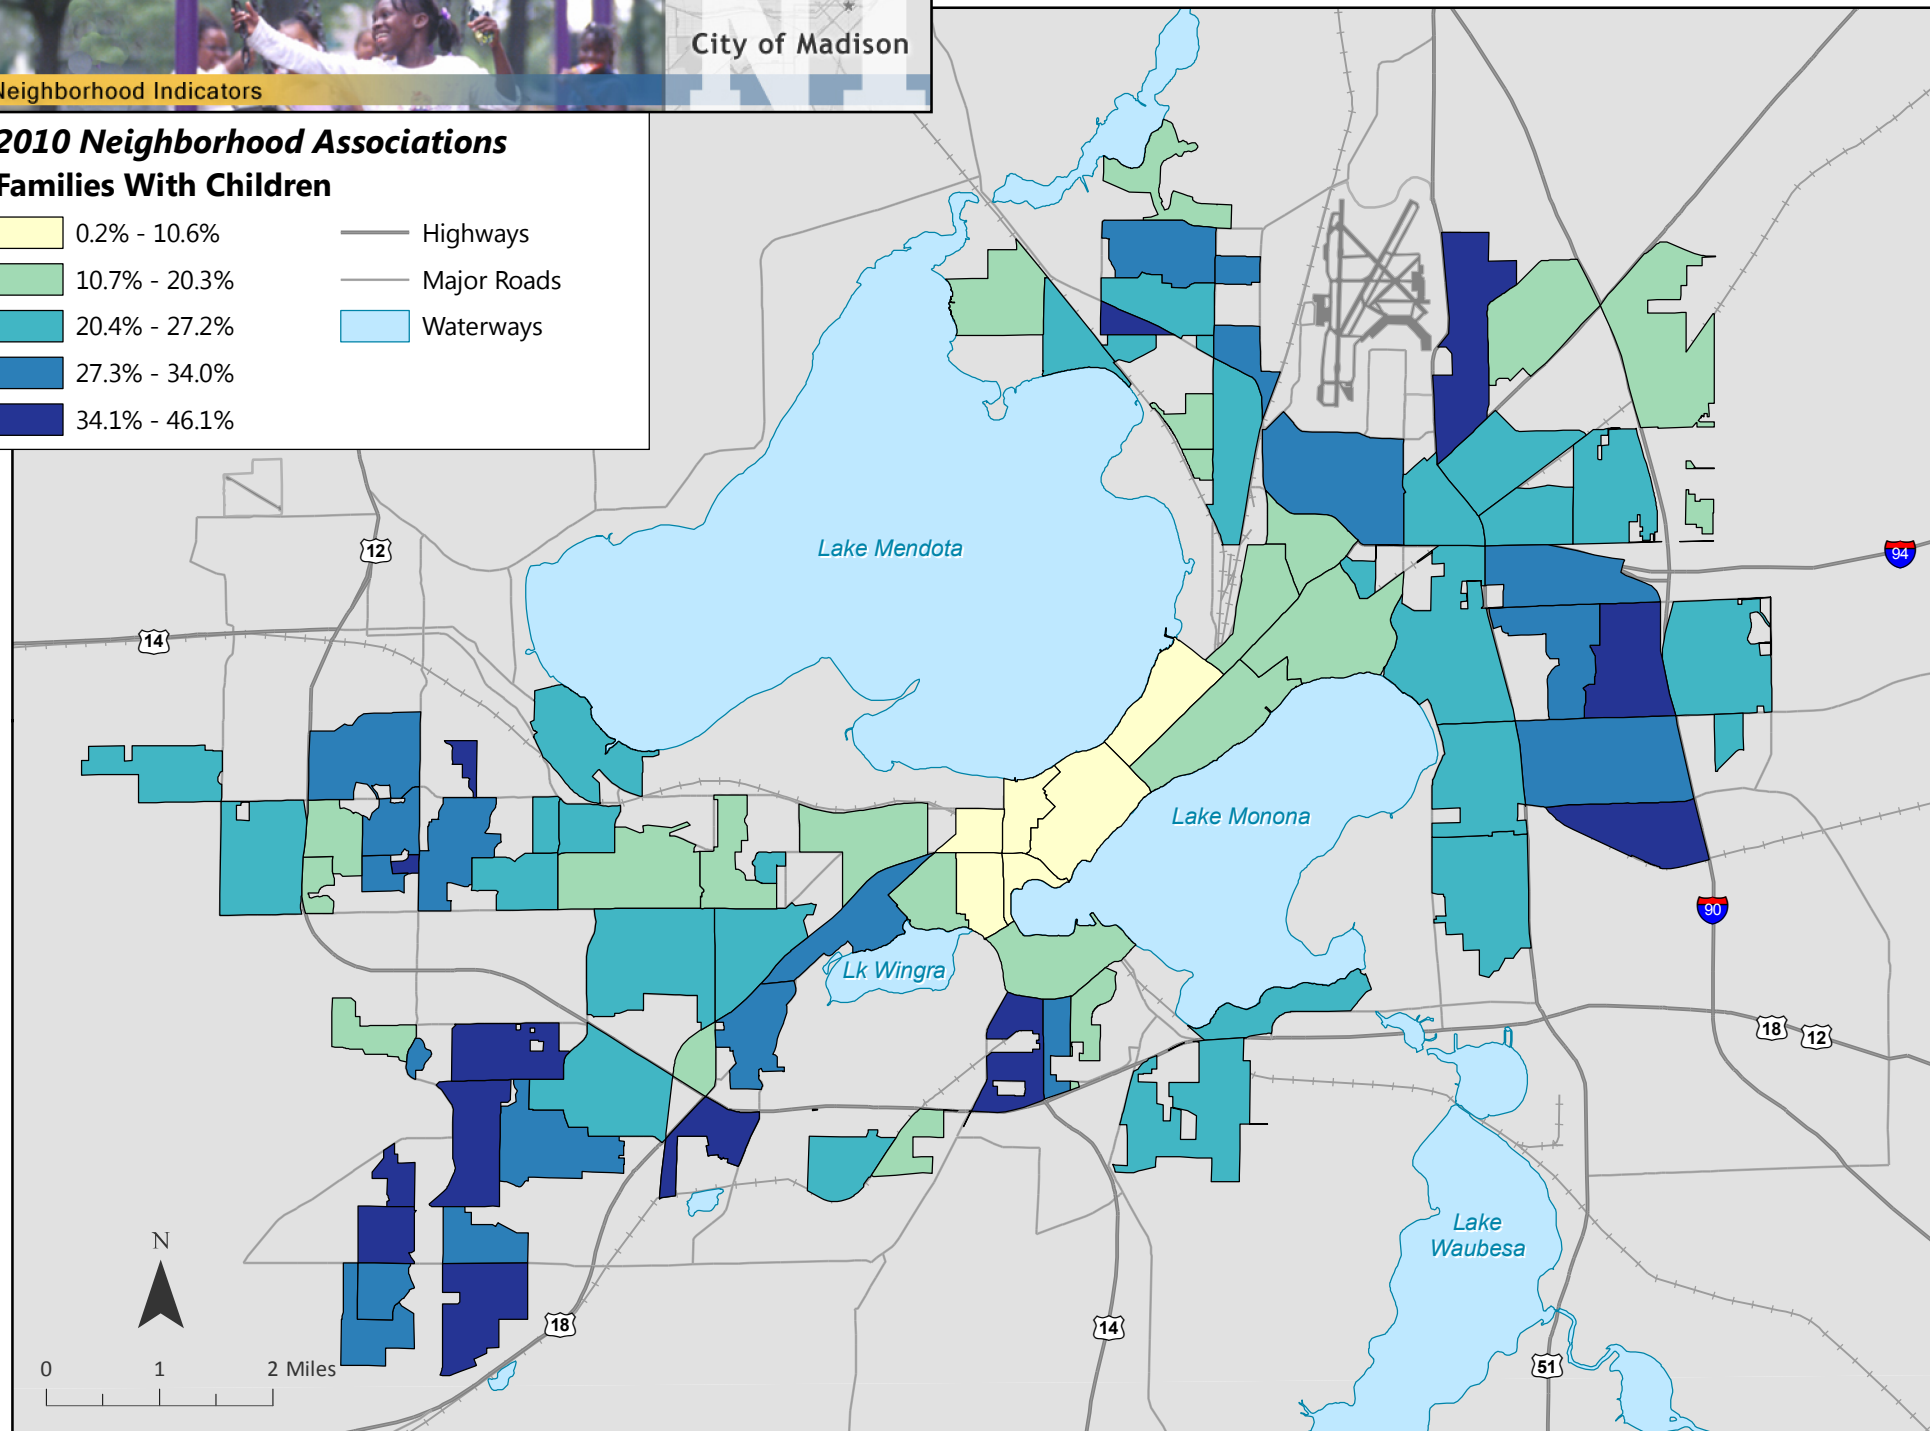 City of Madison
Neighborhood Indicators
2010 Neighborhood Associations
Families With Children
0.2% - 10.6%
10.7% - 20.3%
20.4% - 27.2%
27.3% - 34.0%
34.1% - 46.1%
Highways
Major Roads
Waterways
12
Lake Mendota
94
14
Lake Monona
90
Lk Wingra
18
12
Lake
Waubesa
N
18
14
51
0 1 2 Miles